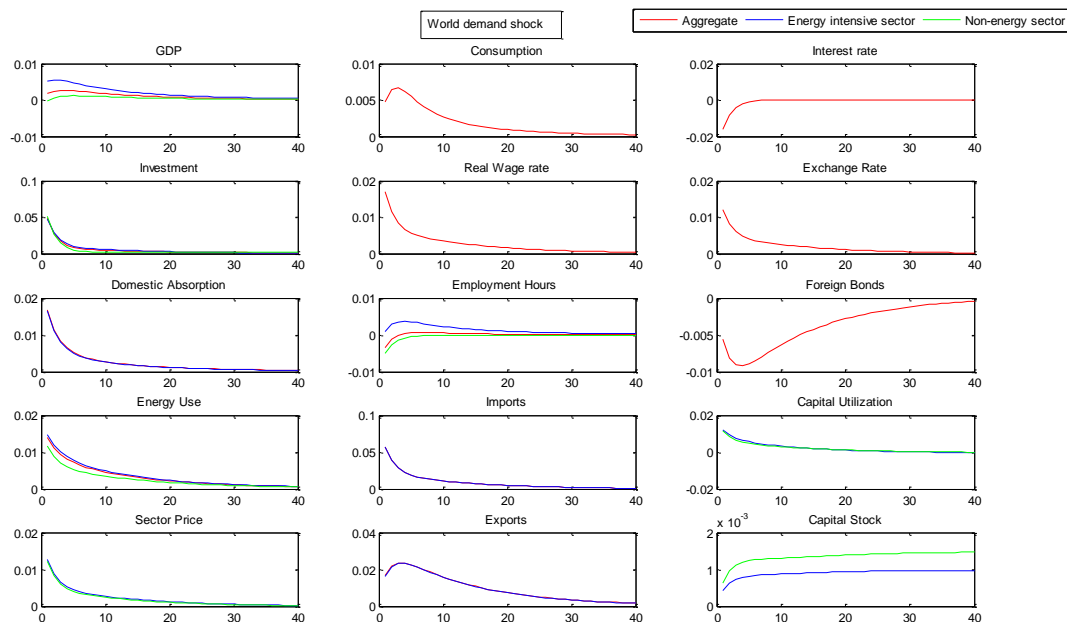 World demand shock
Aggregate Energy intensive sector Non-energy sector
GDP Consumption Interest rate
0.01 0.01 0.02
0 0.005 0
-0.01 0 -0.02
0 10 20 30 40 0 10 20 30 40 0 10 20 30 40
Investment Real Wage rate Exchange Rate
0.1 0.02 0.02
0.05 0.01 0.01
0 0 0
0 10 20 30 40 0 10 20 30 40 0 10 20 30 40
Domestic Absorption Employment Hours Foreign Bonds
0.02 0.01 0
0.01 0 -0.005
0 -0.01 -0.01
0 10 20 30 40 0 10 20 30 40 0 10 20 30 40
Energy Use Imports Capital Utilization
0.02 0.1 0.02
0.01 0.05 0
0 0 -0.02
0 10 20 30 40 0 10 20 30 40 0 10 20 30 40
Sector Price Exports x 10^-3 Capital Stock
0.02 0.04 2
0.01 0.02 1
0 0 0
0 10 20 30 40 0 10 20 30 40 0 10 20 30 40